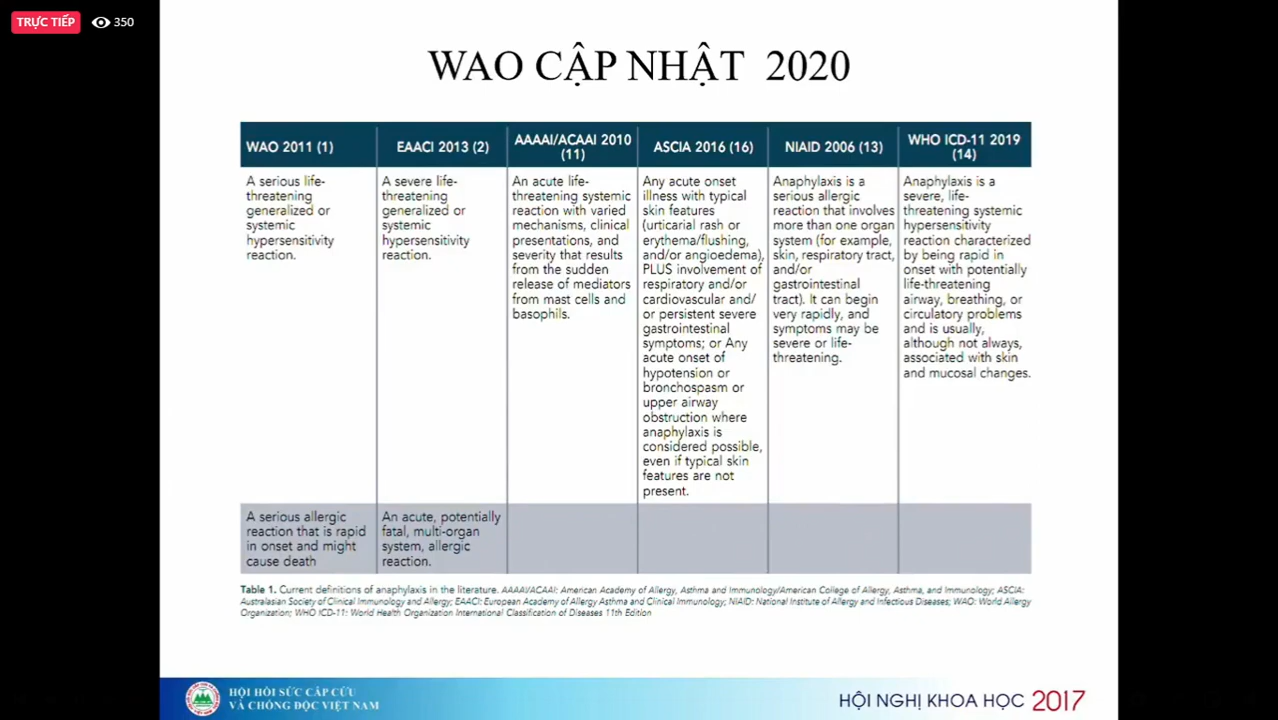 TRỰC TIẾP 350
WAO CẬP NHẬT 2020
WAO 2011 (1)
EAACI 2013 (2)
AAAAI/ACAAI 2010
(11)
ASCIA 2016 (16)
NIAID 2006 (13)
WHO ICD-11 2019
(14)
A serious life-
threatening
generalized or
systemic
hypersensitivity
reaction.
A severe life-
threatening
generalized or
systemic
hypersensitivity
reaction.
An acute life-
threatening systemic
reaction with varied
mechanisms, clinical
presentations, and
severity that results
from the sudden
release of mediators
from mast cells and
basophils.
Any acute onset
illness with typical
skin features
(urticarial rash or
erythema/flushing,
and/or angioedema),
PLUS involvement of
respiratory and/or
cardiovascular and/
or persistent severe
gastrointestinal
symptoms; or Any
acute onset of
hypotension or
bronchospasm or
upper airway
obstruction where
anaphylaxis is
considered possible,
even if typical skin
features are not
present.
Anaphylaxis is a
serious allergic
reaction that involves
more than one organ
system (for example,
skin, respiratory tract,
and/or
gastrointestinal
tract). It can begin
very rapidly, and
symptoms may be
severe or life-
threatening.
Anaphylaxis is a
severe, life-
threatening systemic
hypersensitivity
reaction characterized
by being rapid in
onset with potentially
life-threatening
airway, breathing, or
circulatory problems
and is usually,
although not always,
associated with skin
and mucosal changes.
A serious allergic
reaction that is rapid
in onset and might
cause death
An acute, potentially
fatal, multi-organ
system, allergic
reaction.
Table 1. Current definitions of anaphylaxis in the literature. AAAAI/ACAAI: American Academy of Allergy, Asthma and Immunology/American College of Allergy, Asthma, and Immunology; ASCIA:
Australasian Society of Clinical Immunology and Allergy; EAACI: European Academy of Allergy Asthma and Clinical Immunology; NIAID: National Institute of Allergy and Infectious Diseases; WAO: World Allergy
Organization; WHO ICD-11: World Health Organization International Classification of Diseases 11th Edition
HỘI HỒI SỨC CẤP CỨU
VÀ CHỐNG ĐỘC VIỆT NAM
HỘI NGHỊ KHOA HỌC 2017